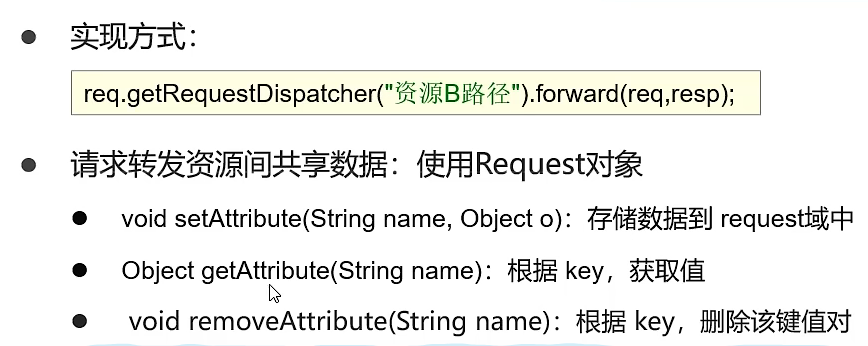 实现方式：
req.getRequestDispatcher("资源B路径").forward(req,resp);
请求转发资源间共享数据：使用Request对象
void setAttribute(String name, Object o)：存储数据到 request域中
Object getAttribute(String name)：根据 key，获取值
void removeAttribute(String name)：根据 key，删除该键值对